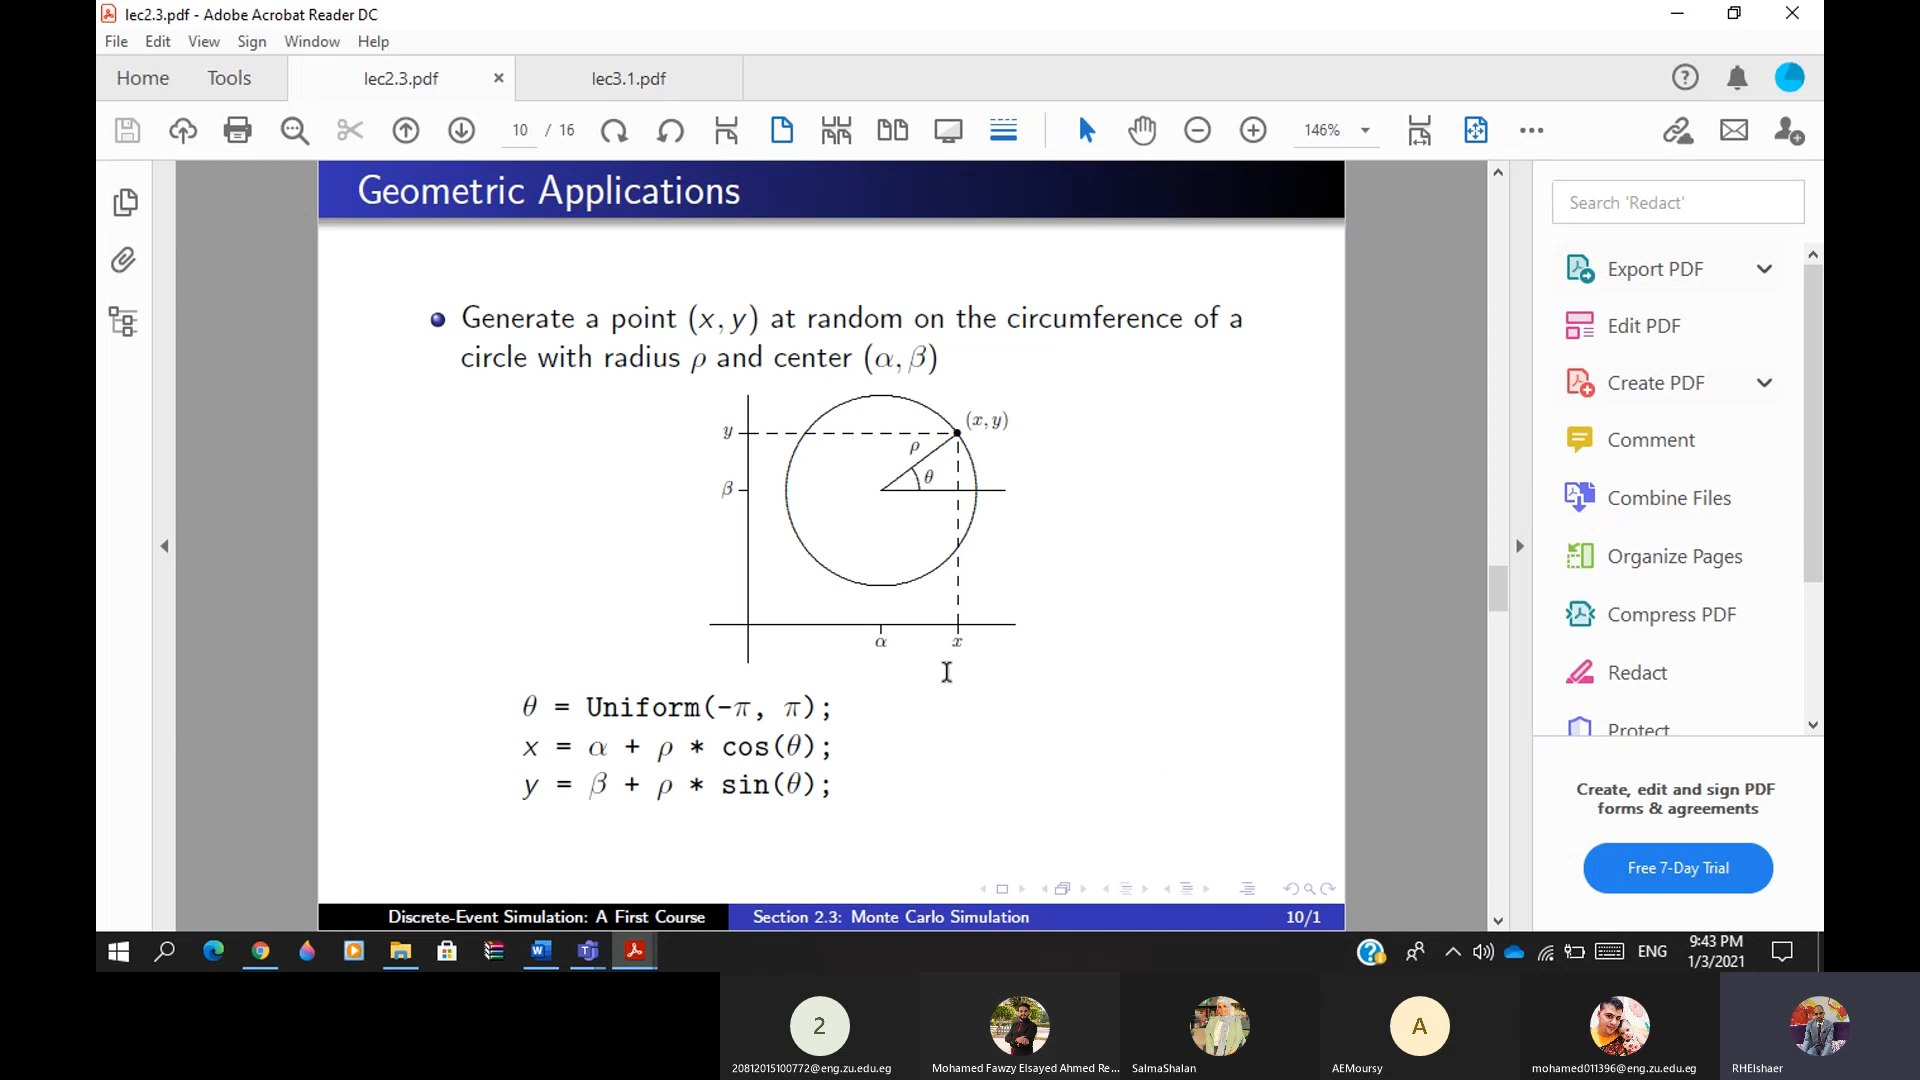 lec2.3.pdf - Adobe Acrobat Reader DC
File Edit View Sign Window Help
Home Tools lec2.3.pdf × lec3.1.pdf
10 / 16 146%
Geometric Applications
Search 'Redact'
Export PDF
Edit PDF
Create PDF
Comment
Combine Files
Organize Pages
Compress PDF
Redact
Protect
Create, edit and sign PDF
forms & agreements
Free 7-Day Trial
Generate a point (x, y) at random on the circumference of a
circle with radius ρ and center (α, β)
(x, y)
y
ρ
θ
β
α x
θ = Uniform(-π, π);
x = α + ρ * cos(θ);
y = β + ρ * sin(θ);
Discrete-Event Simulation: A First Course Section 2.3: Monte Carlo Simulation 10/1
ENG
9:43 PM
1/3/2021
2
A
20812015100772@eng.zu.edu.eg
Mohamed Fawzy Elsayed Ahmed Re...
SalmaShalan
AEMoursy
mohamed011396@eng.zu.edu.eg
RHElshaer